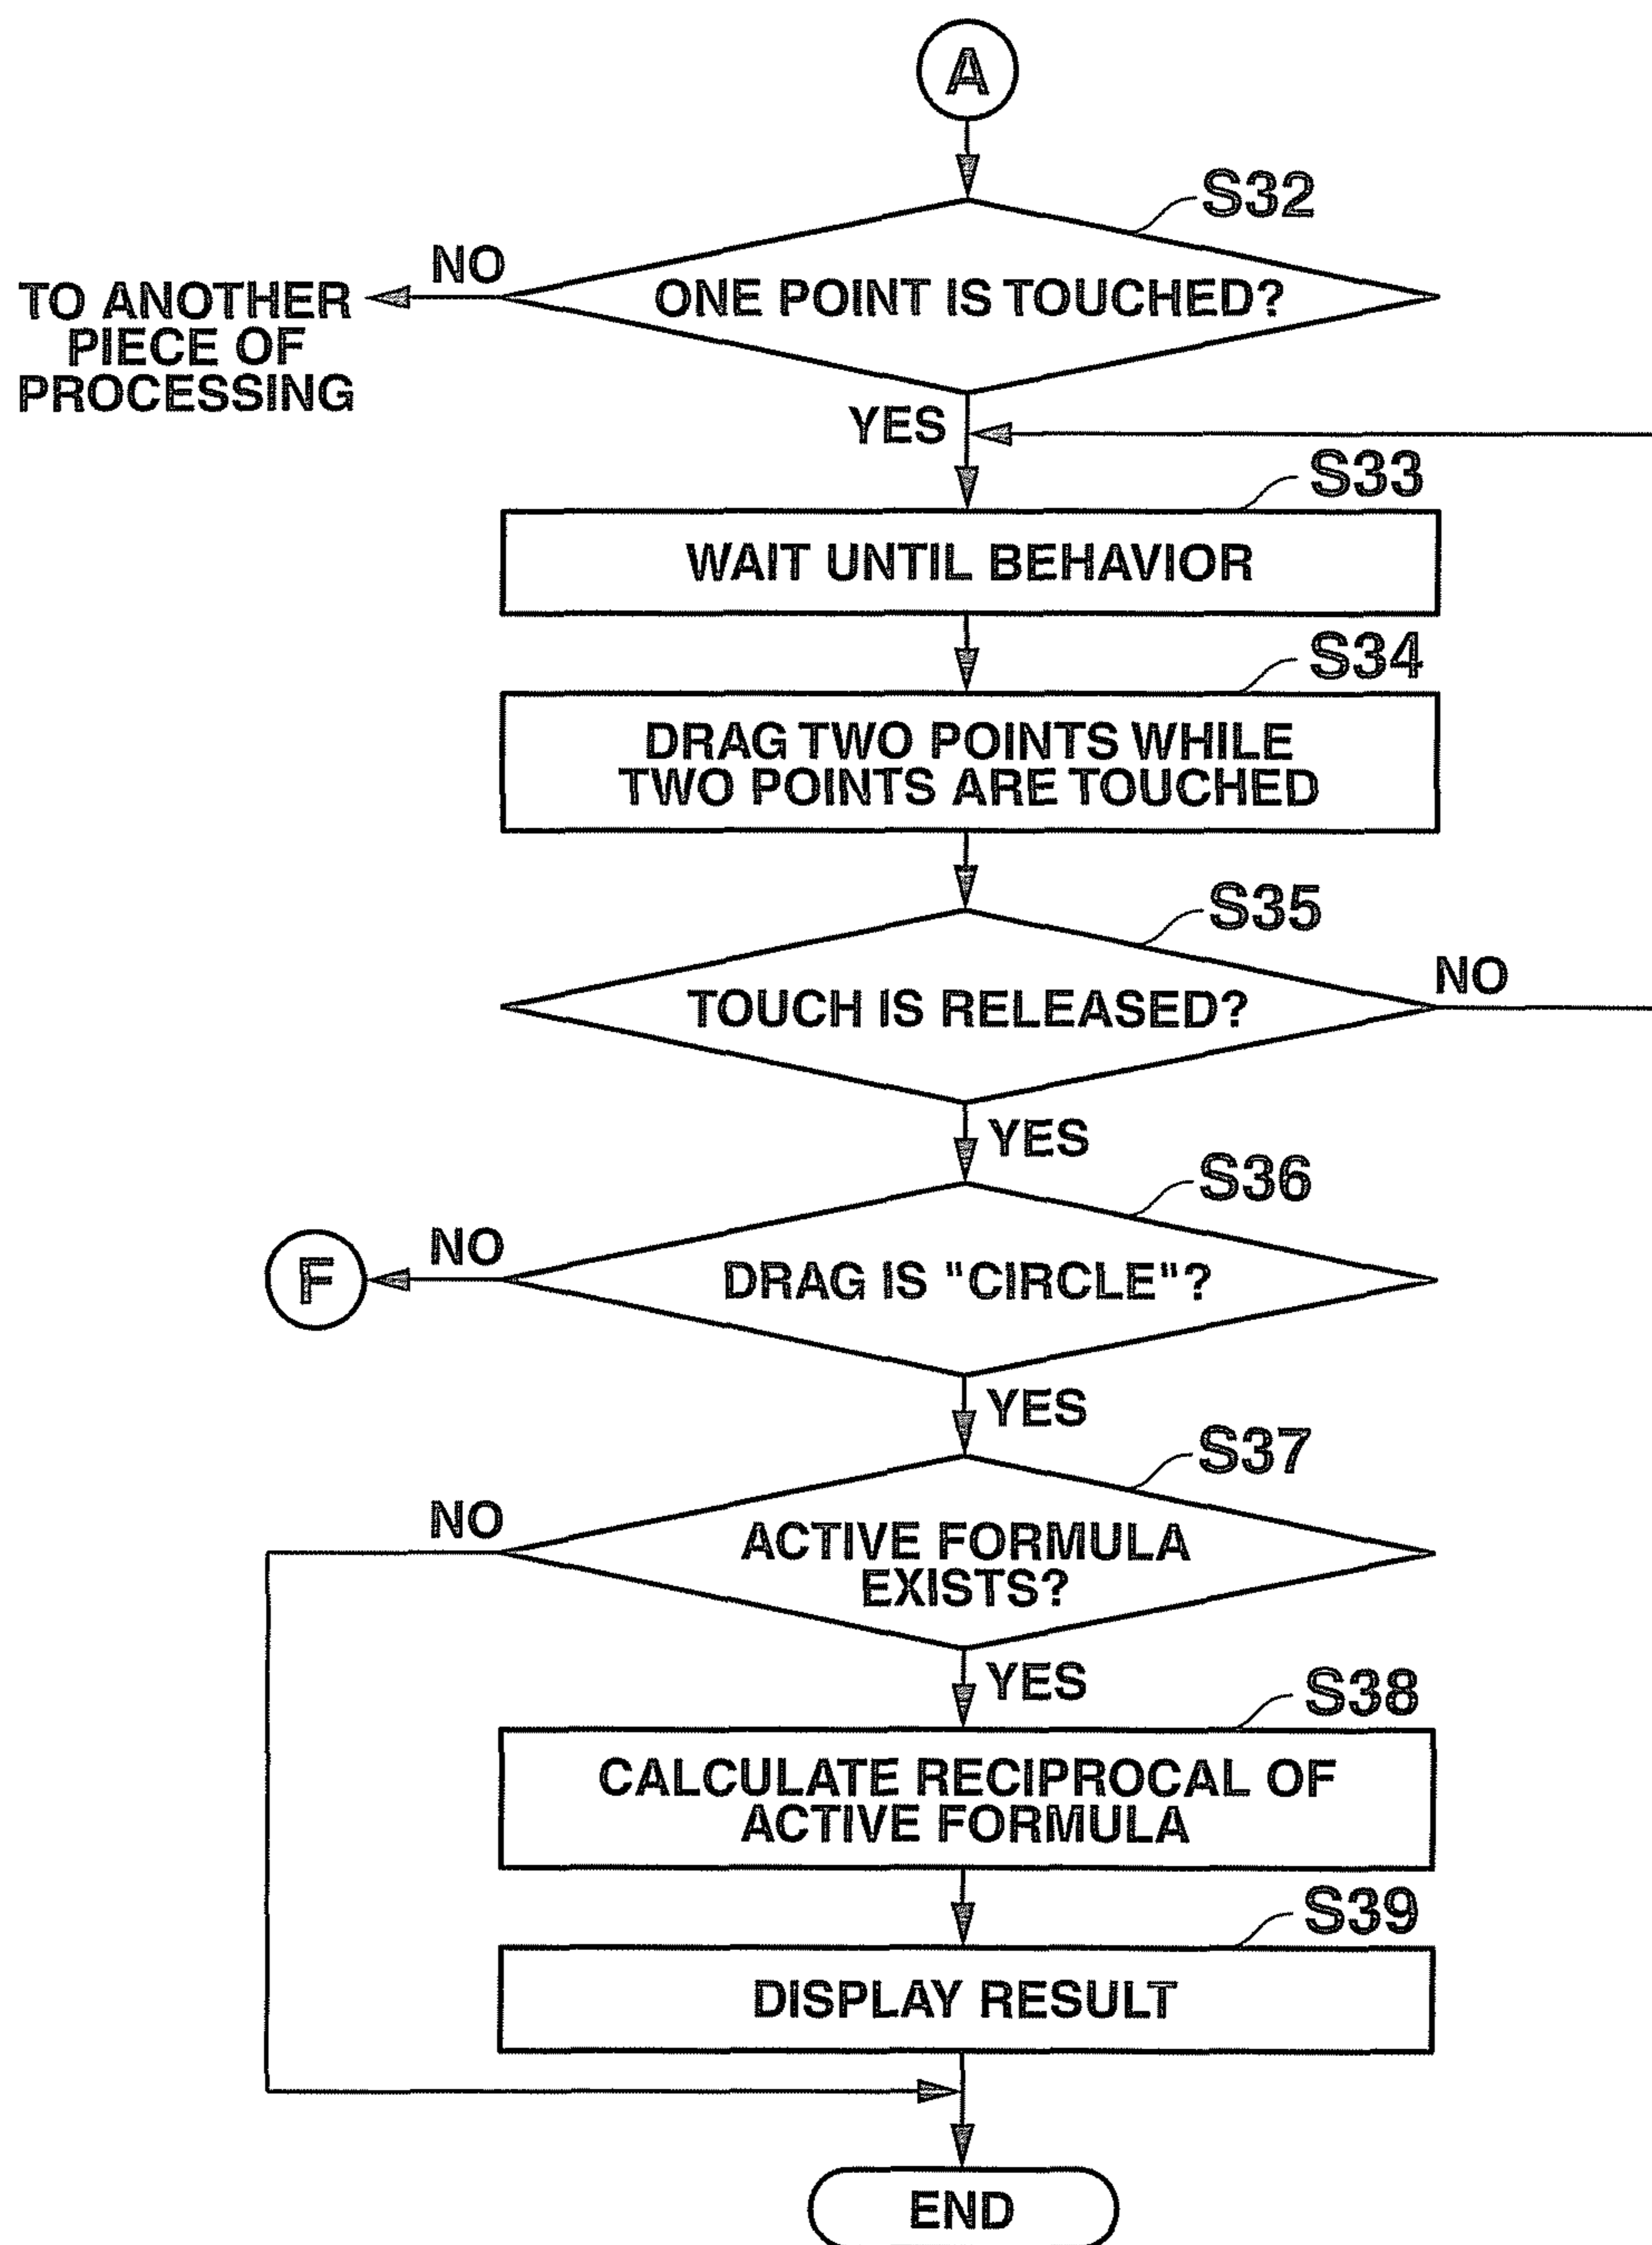 A
S32
NO
ONE POINT IS TOUCHED?
TO ANOTHER
PIECE OF
PROCESSING
YES
S33
WAIT UNTIL BEHAVIOR
S34
DRAG TWO POINTS WHILE
TWO POINTS ARE TOUCHED
S35
TOUCH IS RELEASED?
NO
YES
S36
F
NO
DRAG IS "CIRCLE"?
YES
S37
NO
ACTIVE FORMULA
EXISTS?
YES
S38
CALCULATE RECIPROCAL OF
ACTIVE FORMULA
S39
DISPLAY RESULT
END